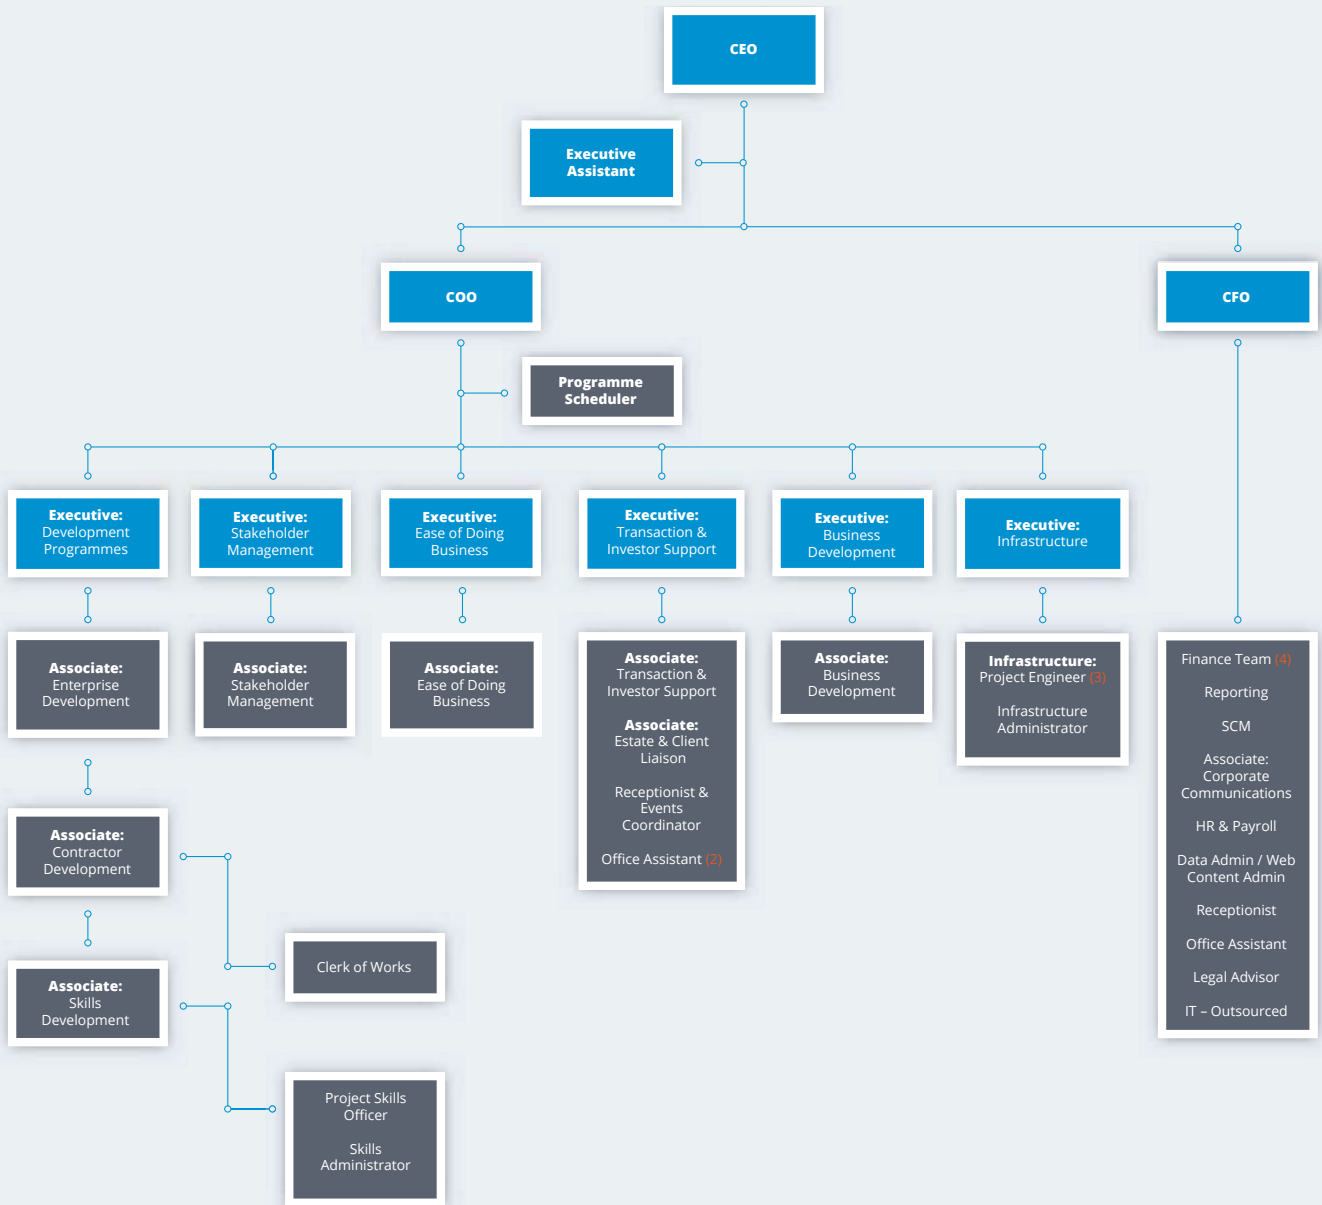 CEO
Executive
Assistant
COO
CFO
Programme
Scheduler
Executive:
Development
Programmes
Executive:
Stakeholder
Management
Executive:
Ease of Doing
Business
Executive:
Transaction &
Investor Support
Executive:
Business
Development
Executive:
Infrastructure
Associate:
Enterprise
Development
Associate:
Stakeholder
Management
Associate:
Ease of Doing
Business
Associate:
Transaction &
Investor Support
Associate:
Estate & Client
Liaison
Receptionist &
Events
Coordinator
Office Assistant (2)
Associate:
Business
Development
Infrastructure:
Project Engineer (3)
Infrastructure
Administrator
Finance Team (4)
Reporting
SCM
Associate:
Corporate
Communications
HR & Payroll
Data Admin / Web
Content Admin
Receptionist
Office Assistant
Legal Advisor
IT – Outsourced
Associate:
Contractor
Development
Clerk of Works
Associate:
Skills
Development
Project Skills
Officer
Skills
Administrator